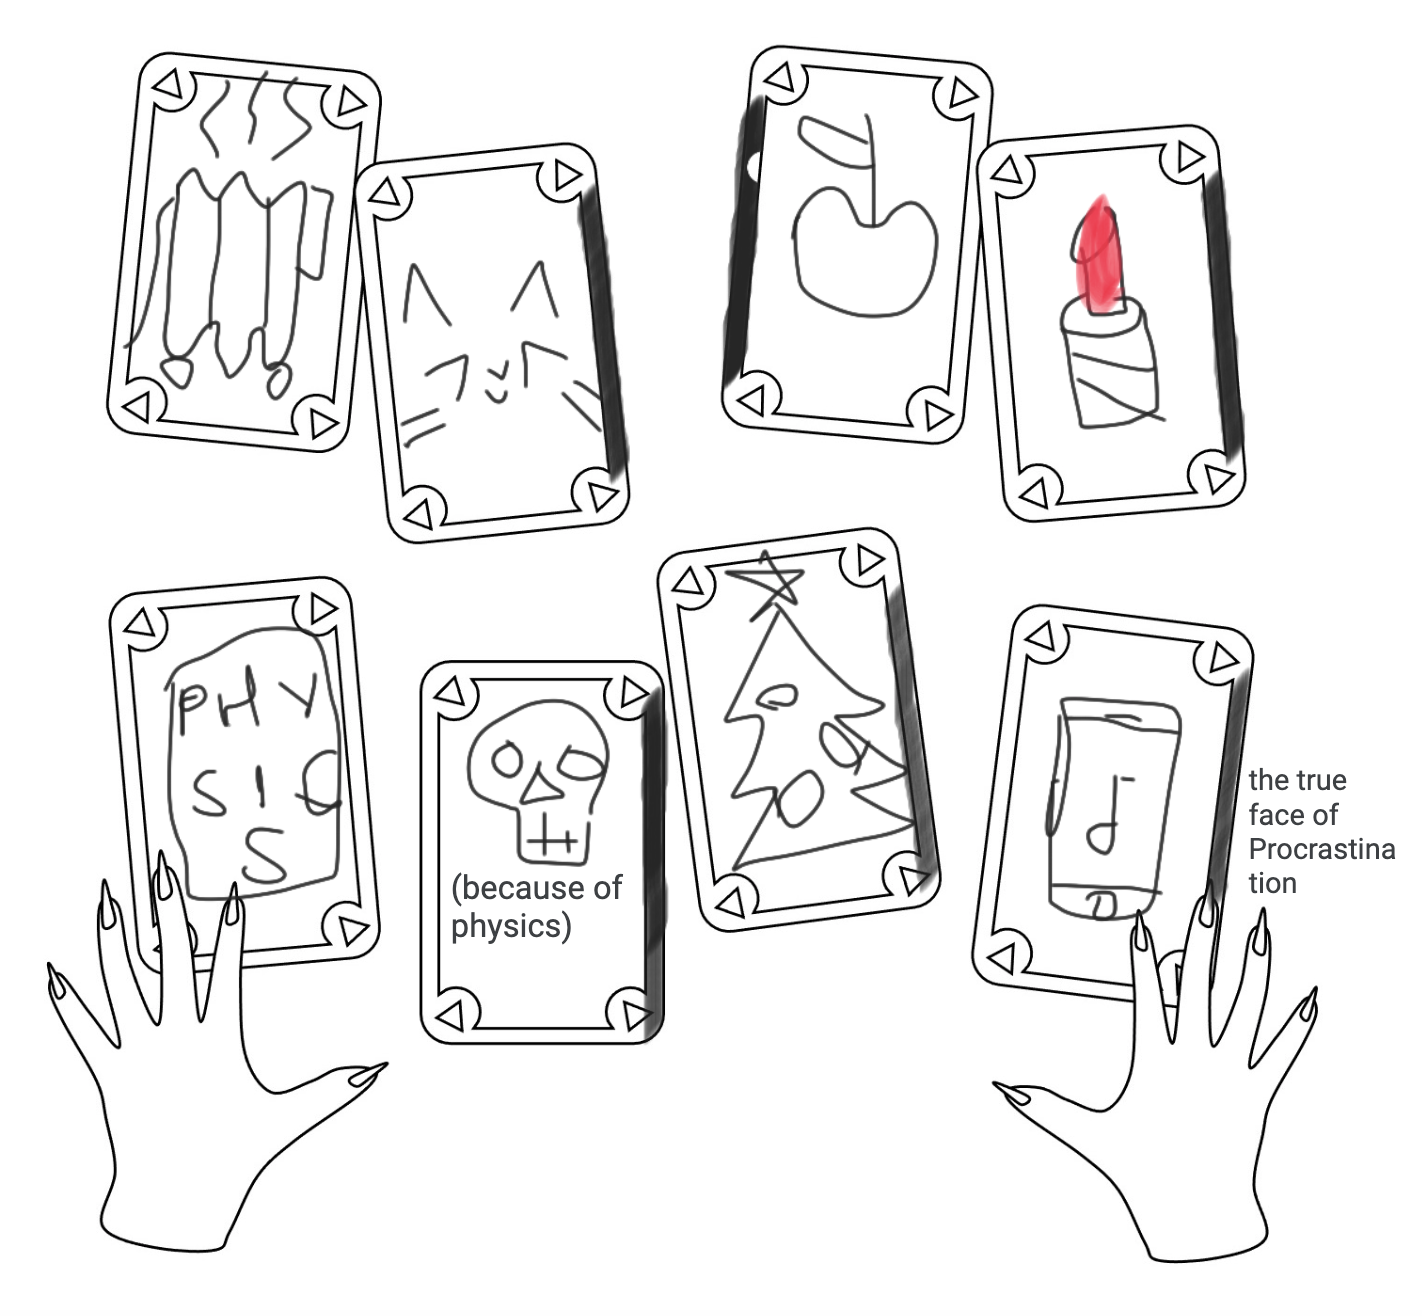 PHY
SIC
S
(because of
physics)
the true
face of
Procrastina
tion